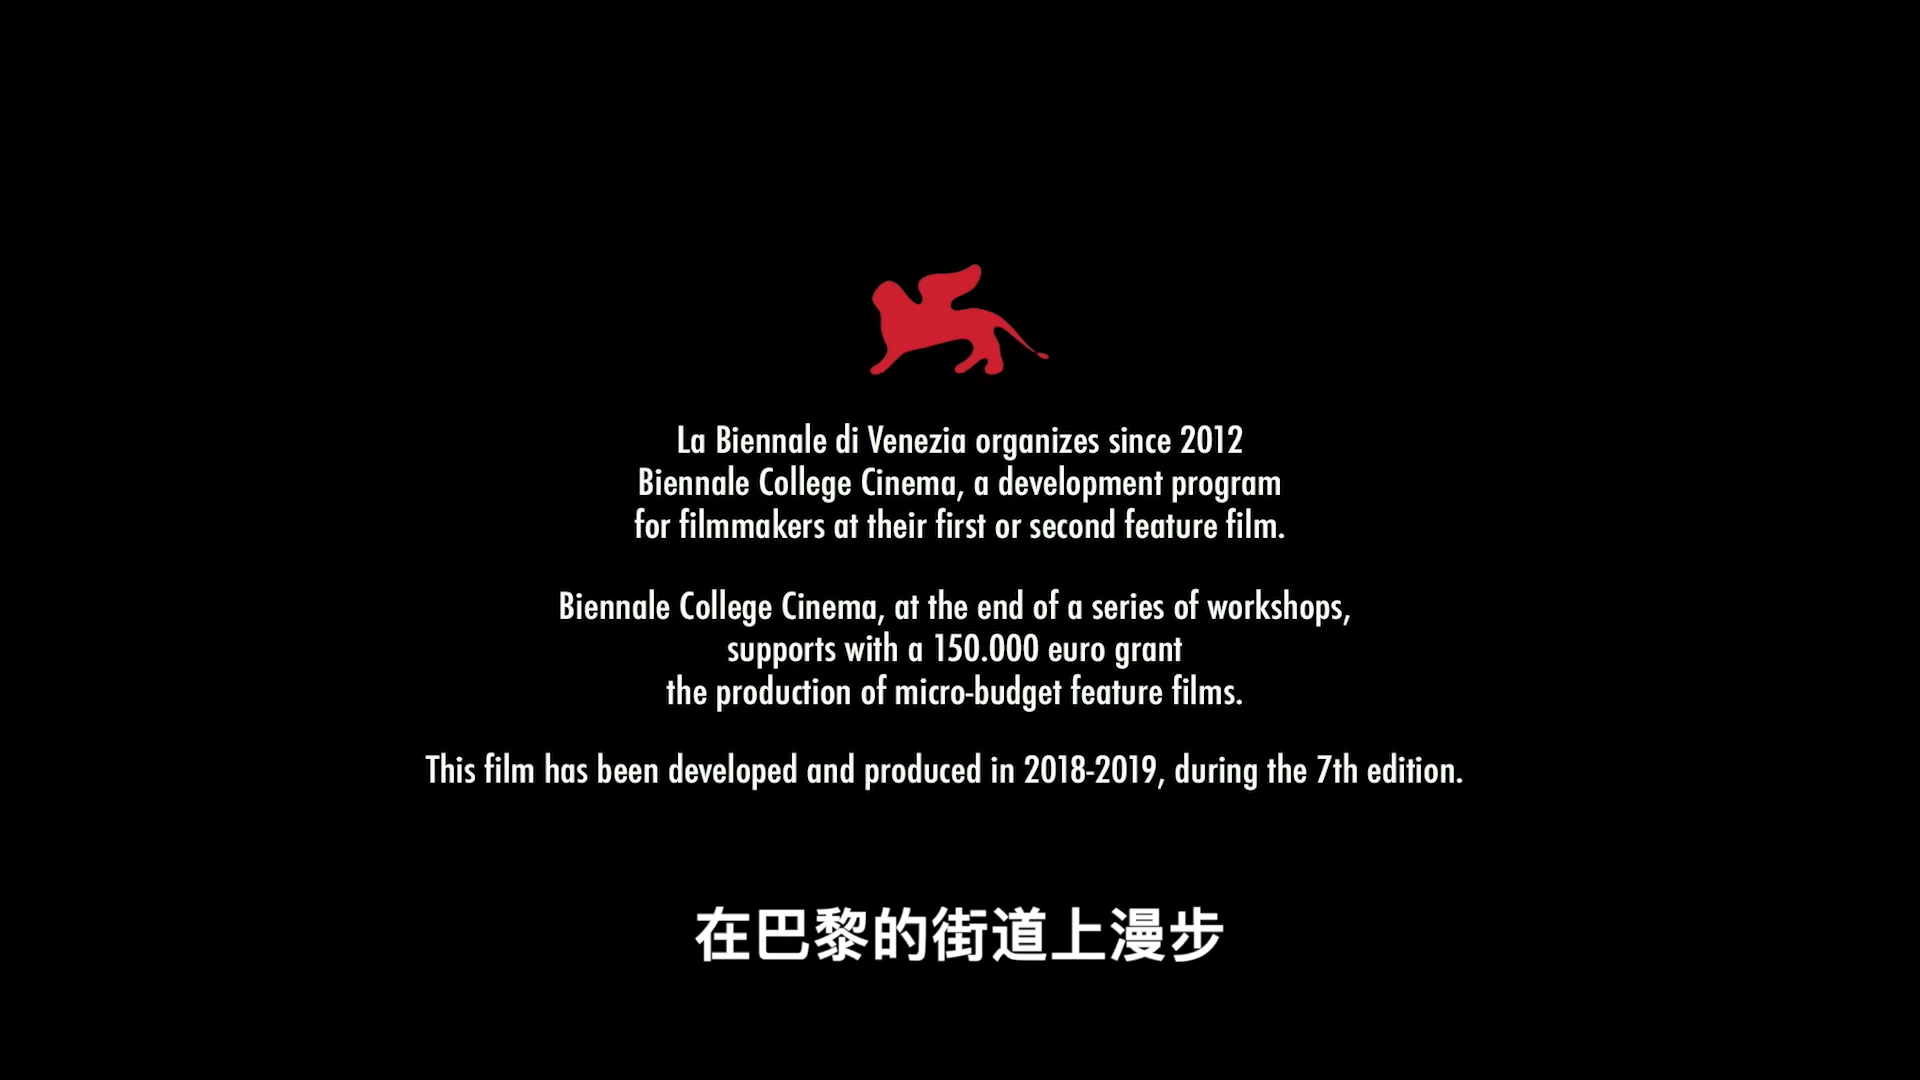 La Biennale di Venezia organizes since 2012
Biennale College Cinema, a development program
for filmmakers at their first or second feature film.
Biennale College Cinema, at the end of a series of workshops,
supports with a 150.000 euro grant
the production of micro-budget feature films.
This film has been developed and produced in 2018-2019, during the 7th edition.
在巴黎的街道上漫步